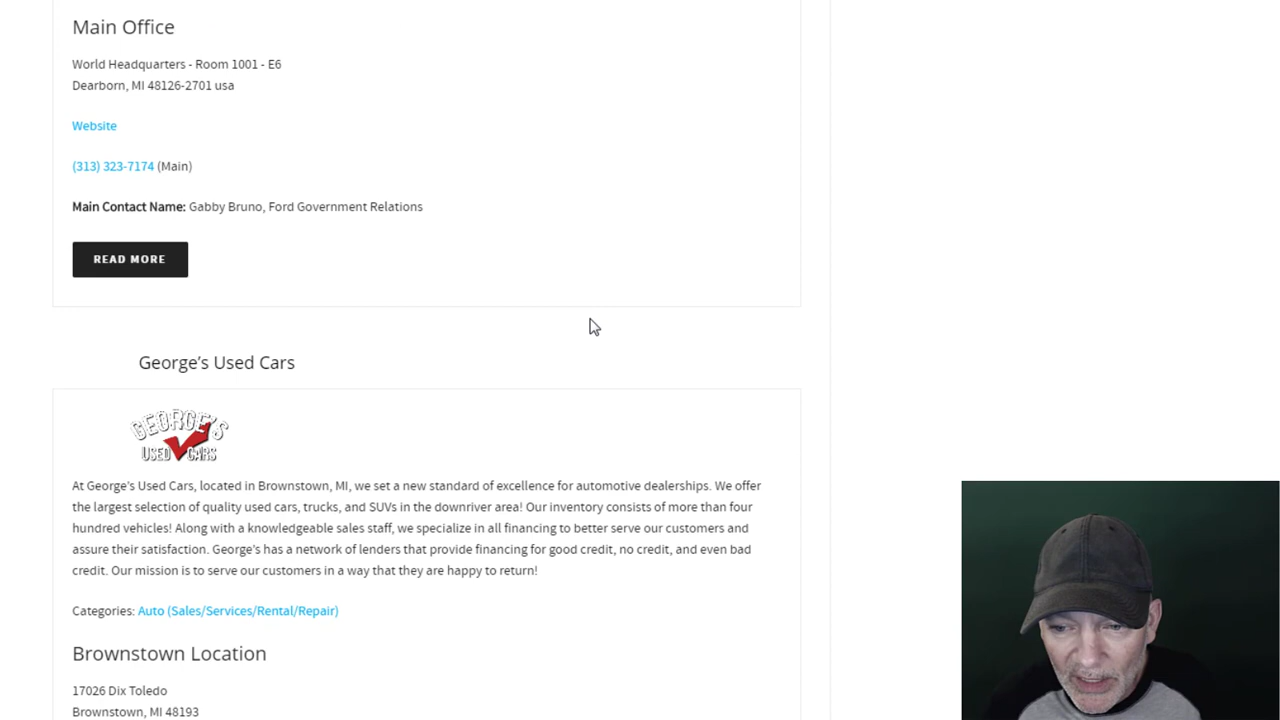 Main Office
World Headquarters - Room 1001 - E6
Dearborn, MI 48126-2701 usa
Website
(313) 323-7174 (Main)
Main Contact Name: Gabby Bruno, Ford Government Relations
READ MORE
George's Used Cars
GEORGE'S
USED CARS
At George's Used Cars, located in Brownstown, MI, we set a new standard of excellence for automotive dealerships. We offer
the largest selection of quality used cars, trucks, and SUVs in the downriver area! Our inventory consists of more than four
hundred vehicles! Along with a knowledgeable sales staff, we specialize in all financing to better serve our customers and
assure their satisfaction. George's has a network of lenders that provide financing for good credit, no credit, and even bad
credit. Our mission is to serve our customers in a way that they are happy to return!
Categories: Auto (Sales/Services/Rental/Repair)
Brownstown Location
17026 Dix Toledo
Brownstown, MI 48193